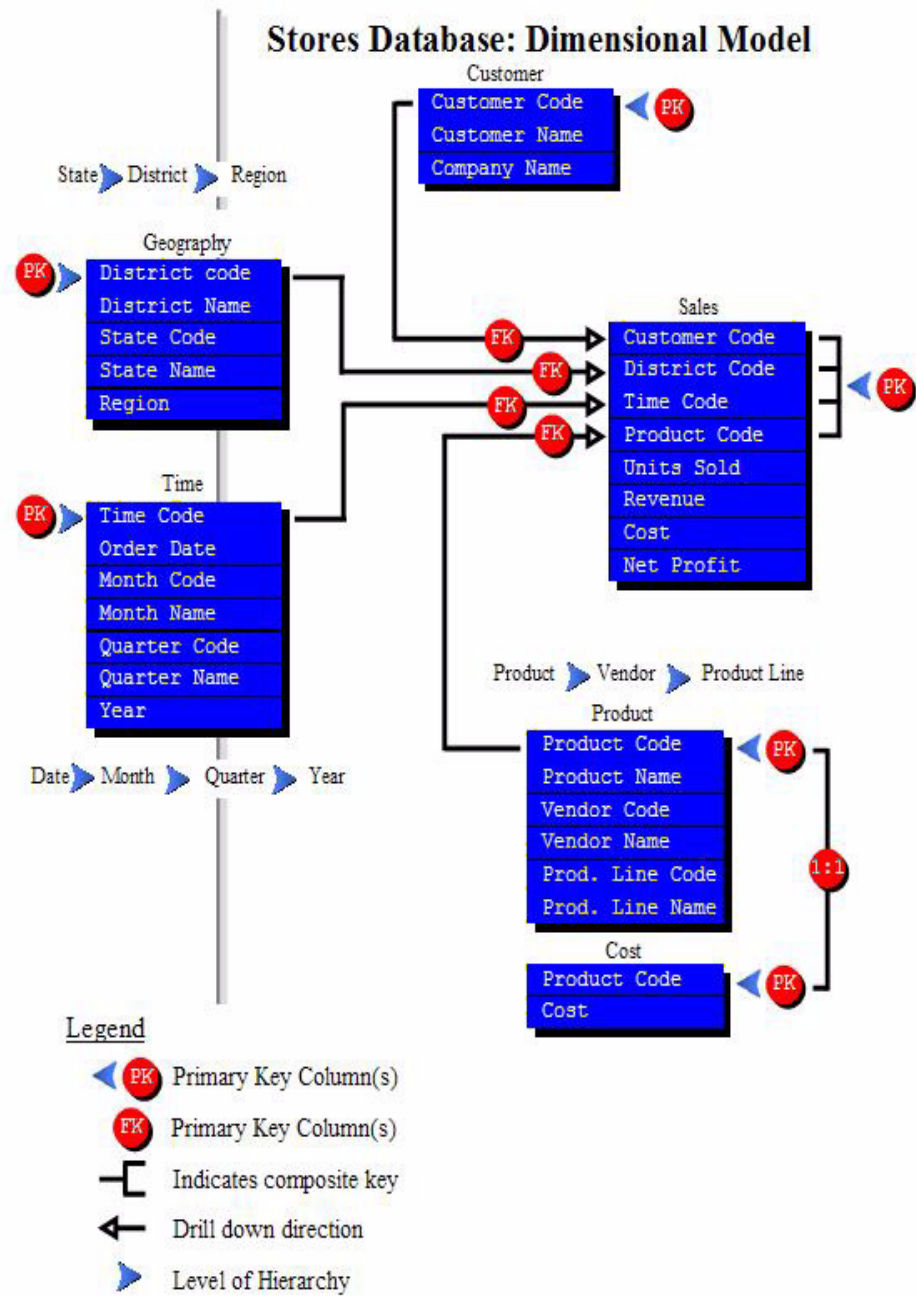 Stores Database: Dimensional Model
Customer
Customer Code
PK
Customer Name
Company Name
State District Region
Geography
PK
District code
District Name
State Code
State Name
Region
Sales
FK
Customer Code
FK
District Code
PK
FK
Time Code
FK
Product Code
Units Sold
Revenue
Cost
Net Profit
Time
PK
Time Code
Order Date
Month Code
Month Name
Quarter Code
Quarter Name
Year
Date Month Quarter Year
Product Vendor Product Line
Product
Product Code
PK
Product Name
Vendor Code
Vendor Name
Prod. Line Code
Prod. Line Name
1:1
Cost
Product Code
PK
Cost
Legend
PK Primary Key Column(s)
FK Primary Key Column(s)
Indicates composite key
Drill down direction
Level of Hierarchy